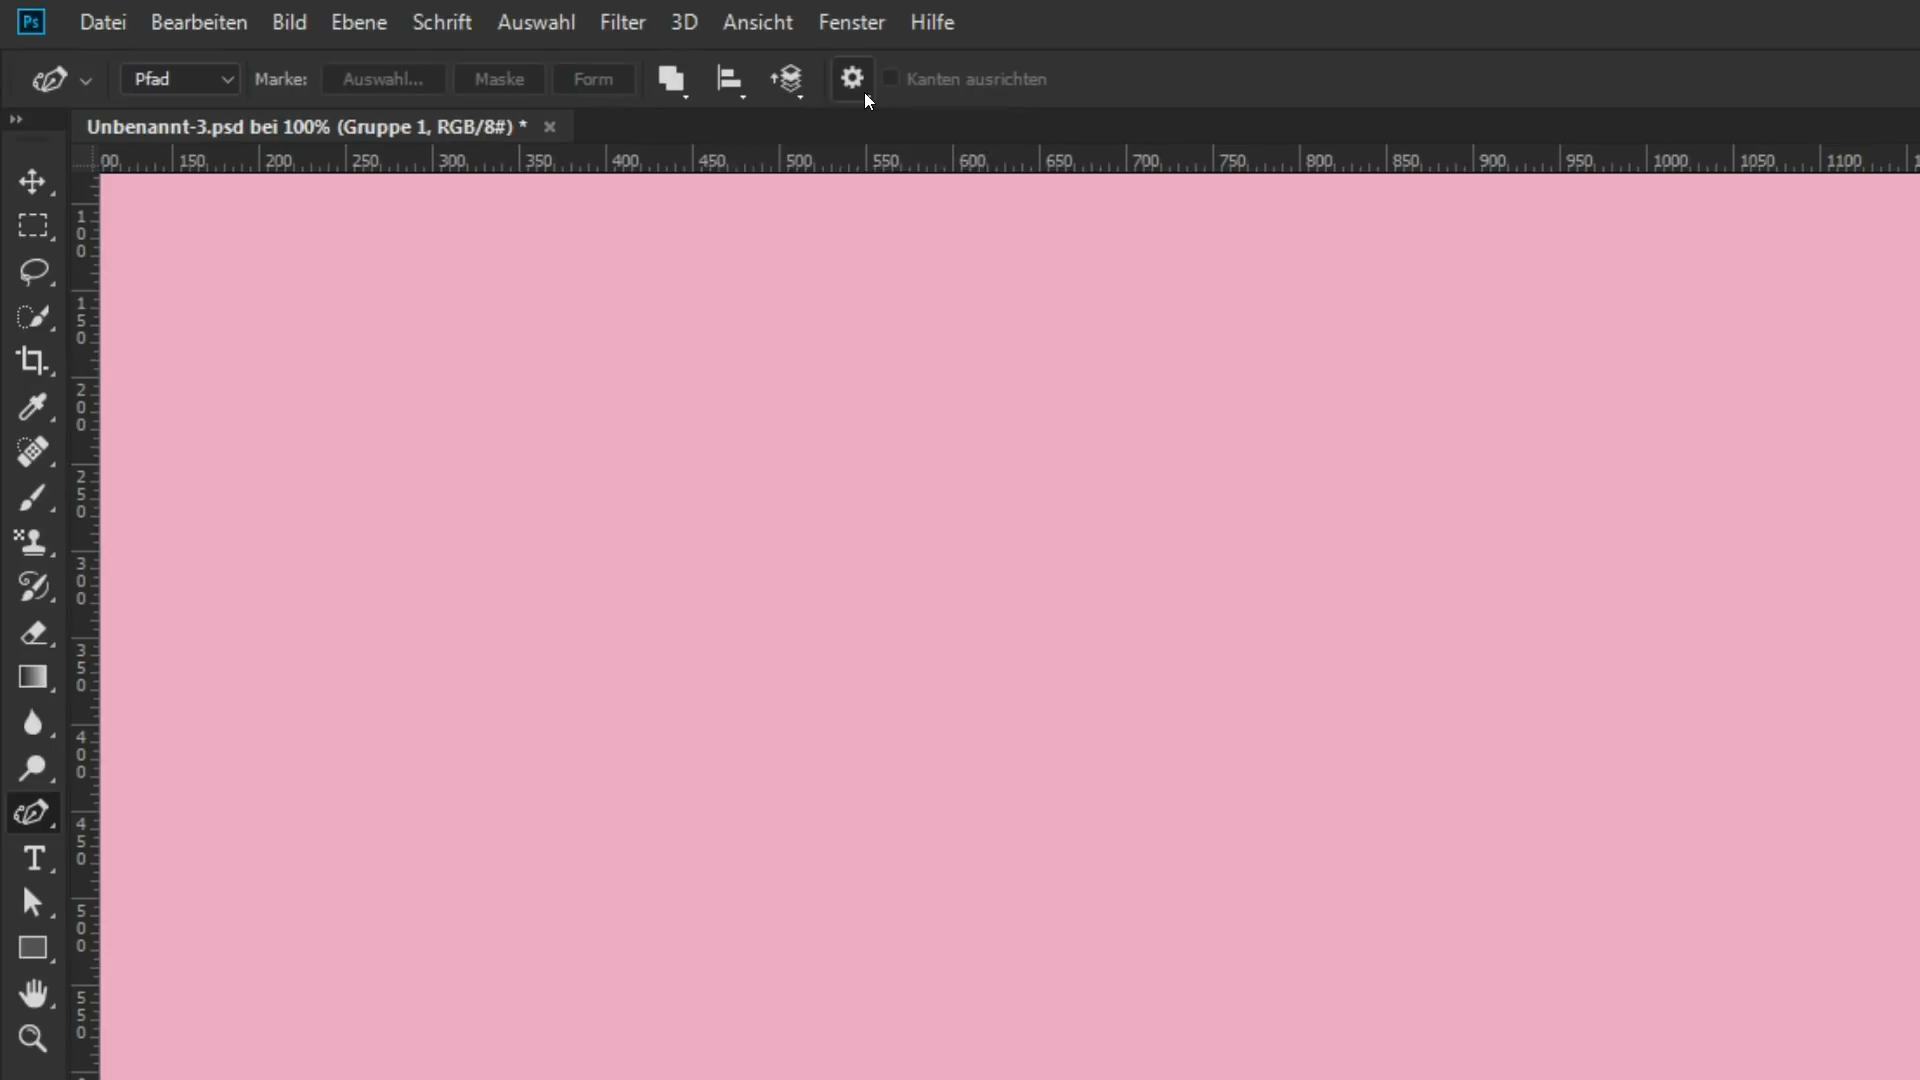 Ps Datei Bearbeiten Bild Ebene Schrift Auswahl Filter 3D Ansicht Fenster Hilfe
Pfad Marke: Auswahl... Maske Form Kanten ausrichten
Unbenannt-3.psd bei 100% (Gruppe 1, RGB/8#) * ×
00 150 200 250 300 350 400 450 500 550 600 650 700 750 800 850 900 950 1000 1050 1100 1
100
150
200
250
300
350
400
450
500
550